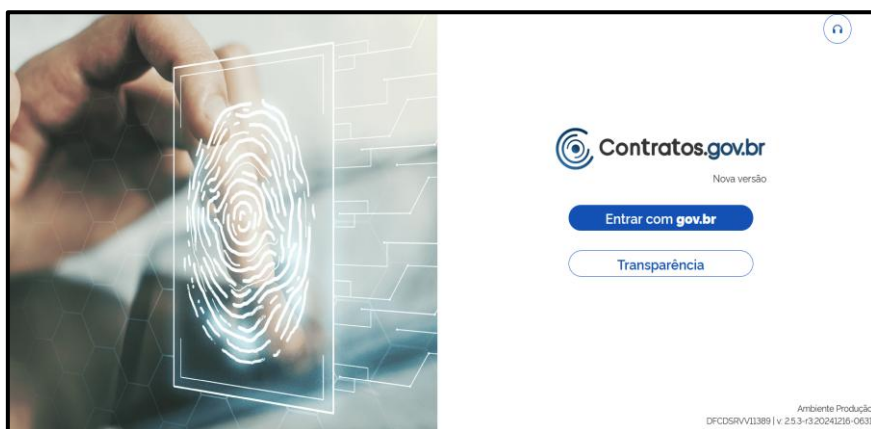 Contratos.gov.br
Nova versão
Entrar com gov.br
Transparência
Ambiente Produção
DFCDSRVV11389 | v. 2.5.3-r3.20241216-0631